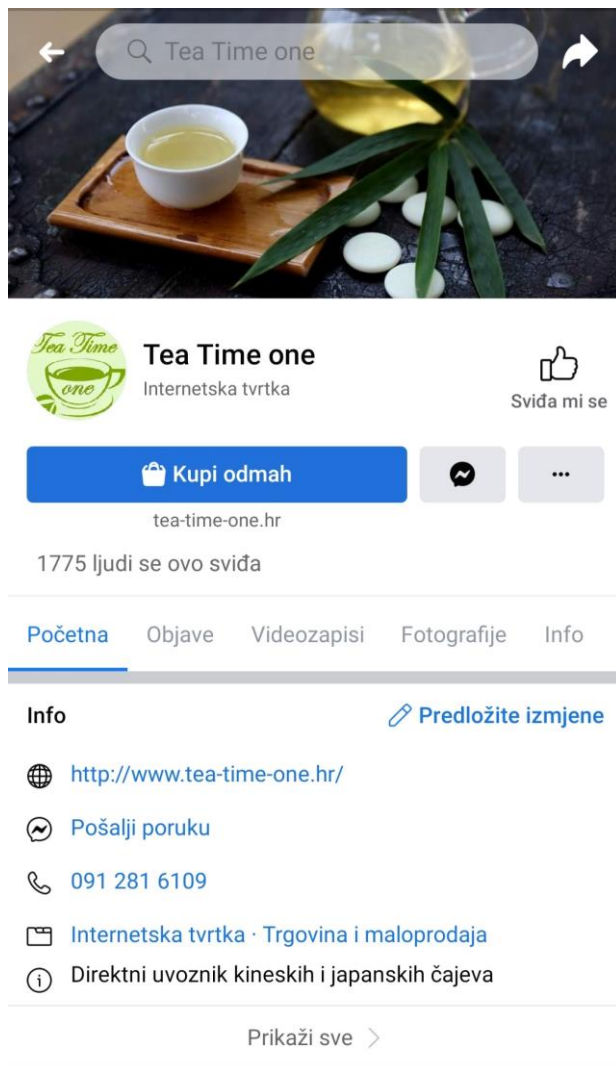 Tea Time one
Tea Time
one
Tea Time one
Internetska tvrtka
Sviđa mi se
Kupi odmah
tea-time-one.hr
1775 ljudi se ovo sviđa
Početna Objave Videozapisi Fotografije Info
Info Predložite izmjene
http://www.tea-time-one.hr/
Pošalji poruku
091 281 6109
Internetska tvrtka · Trgovina i maloprodaja
Direktni uvoznik kineskih i japanskih čajeva
Prikaži sve